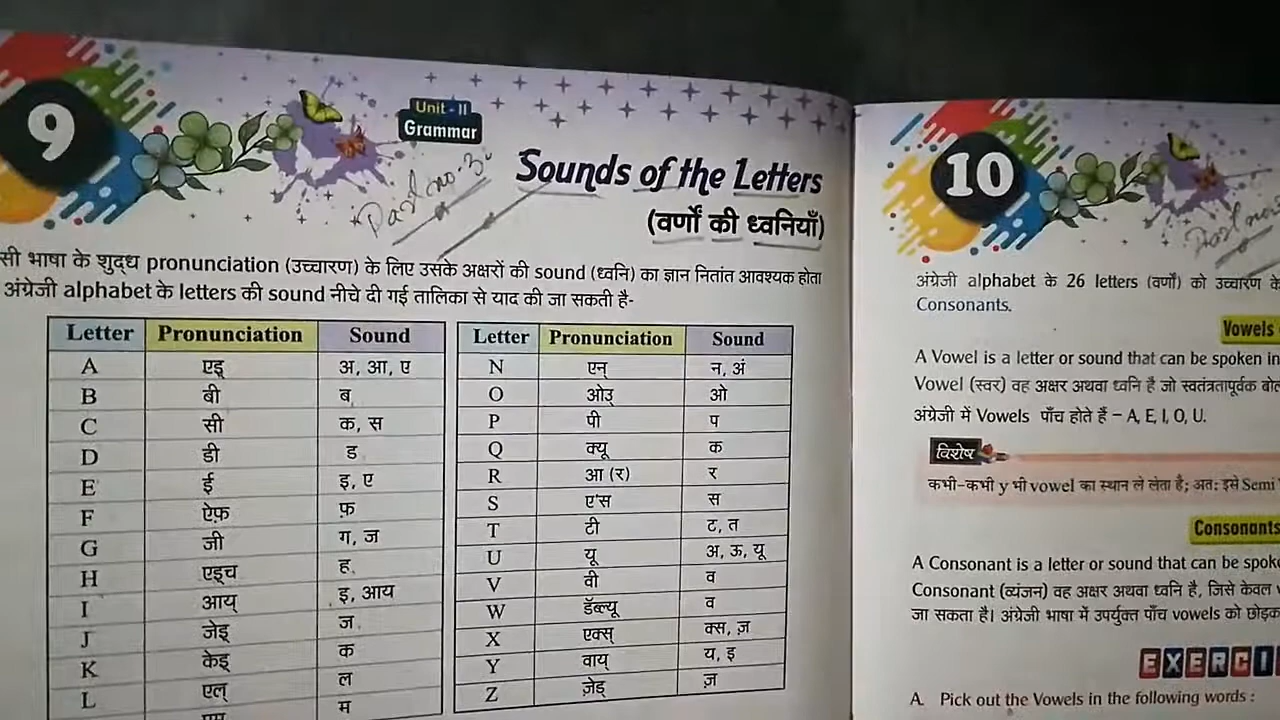 9
Unit - II
Grammar
Sounds of the Letters
(वर्णों की ध्वनियाँ)
सी भाषा के शुद्ध pronunciation (उच्चारण) के लिए उसके अक्षरों की sound (ध्वनि) का ज्ञान नितांत आवश्यक होता
अंग्रेजी alphabet के letters की sound नीचे दी गई तालिका से याद की जा सकती है-
Letter Pronunciation Sound
A एइ अ, आ, ए
B बी ब
C सी क, स
D डी ड
E ई इ, ए
F ऐफ़ फ़
G जी ग, ज
H एइच ह
I आय् इ, आय
J जेइ ज
K केइ क
L एल् ल
म
Letter Pronunciation Sound
N एन् न, अं
O ओउ् ओ
P पी प
Q क्यू क
R आ (र) र
S ए'स स
T टी ट, त
U यू अ, ऊ, यू
V वी व
W डॅब्ल्यू व
X एक्स् क्स, ज़
Y वाय् य, इ
Z ज़ेड् ज़
10
अंग्रेजी alphabet के 26 letters (वर्णों) को उच्चारण के
Consonants.
Vowels
A Vowel is a letter or sound that can be spoken in
Vowel (स्वर) वह अक्षर अथवा ध्वनि है जो स्वतंत्रतापूर्वक
अंग्रेजी में Vowels पाँच होते हैं – A, E, I, O, U.
विशेष
कभी-कभी y भी vowel का स्थान ले लेता है; अत: इसे Semi
Consonants
A Consonant is a letter or sound that can be
Consonant (व्यंजन) वह अक्षर अथवा ध्वनि है, जिसे केवल
जा सकता है। अंग्रेजी भाषा में उपर्युक्त पाँच vowels को
EXERCI
A. Pick out the Vowels in the following words :